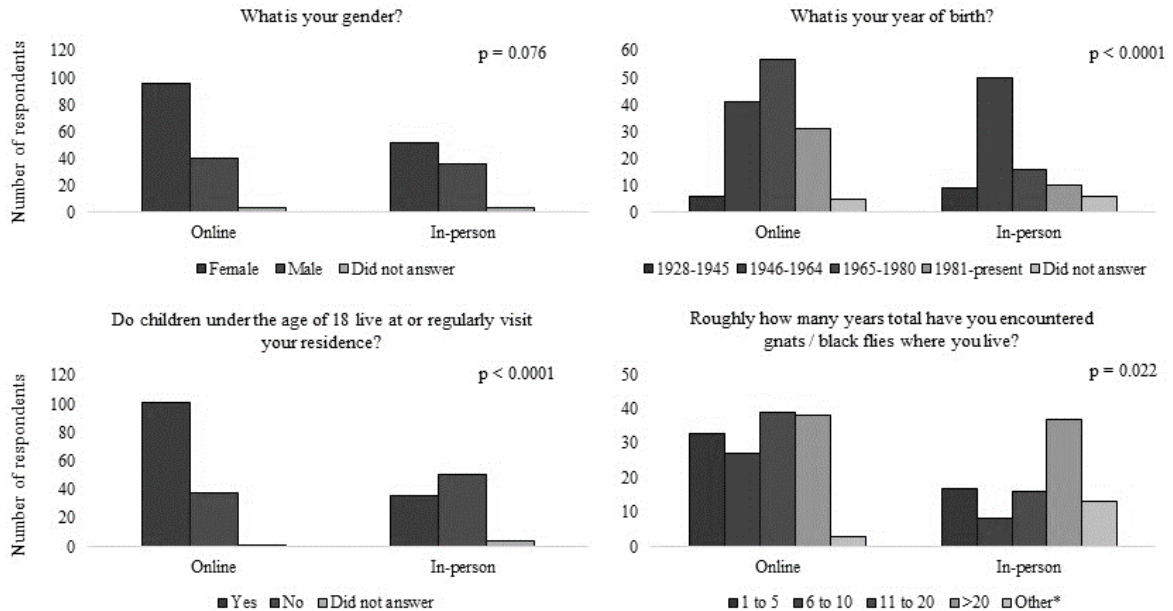 What is your gender?
p = 0.076
Number of respondents
120
100
80
60
40
20
0
Online In-person
Female Male Did not answer
What is your year of birth?
p < 0.0001
60
50
40
30
20
10
0
Online In-person
1928-1945 1946-1964 1965-1980 1981-present Did not answer
Do children under the age of 18 live at or regularly visit
your residence?
p < 0.0001
Number of respondents
120
100
80
60
40
20
0
Online In-person
Yes No Did not answer
Roughly how many years total have you encountered
gnats / black flies where you live?
p = 0.022
50
40
30
20
10
0
Online In-person
1 to 5 6 to 10 11 to 20 >20 Other*